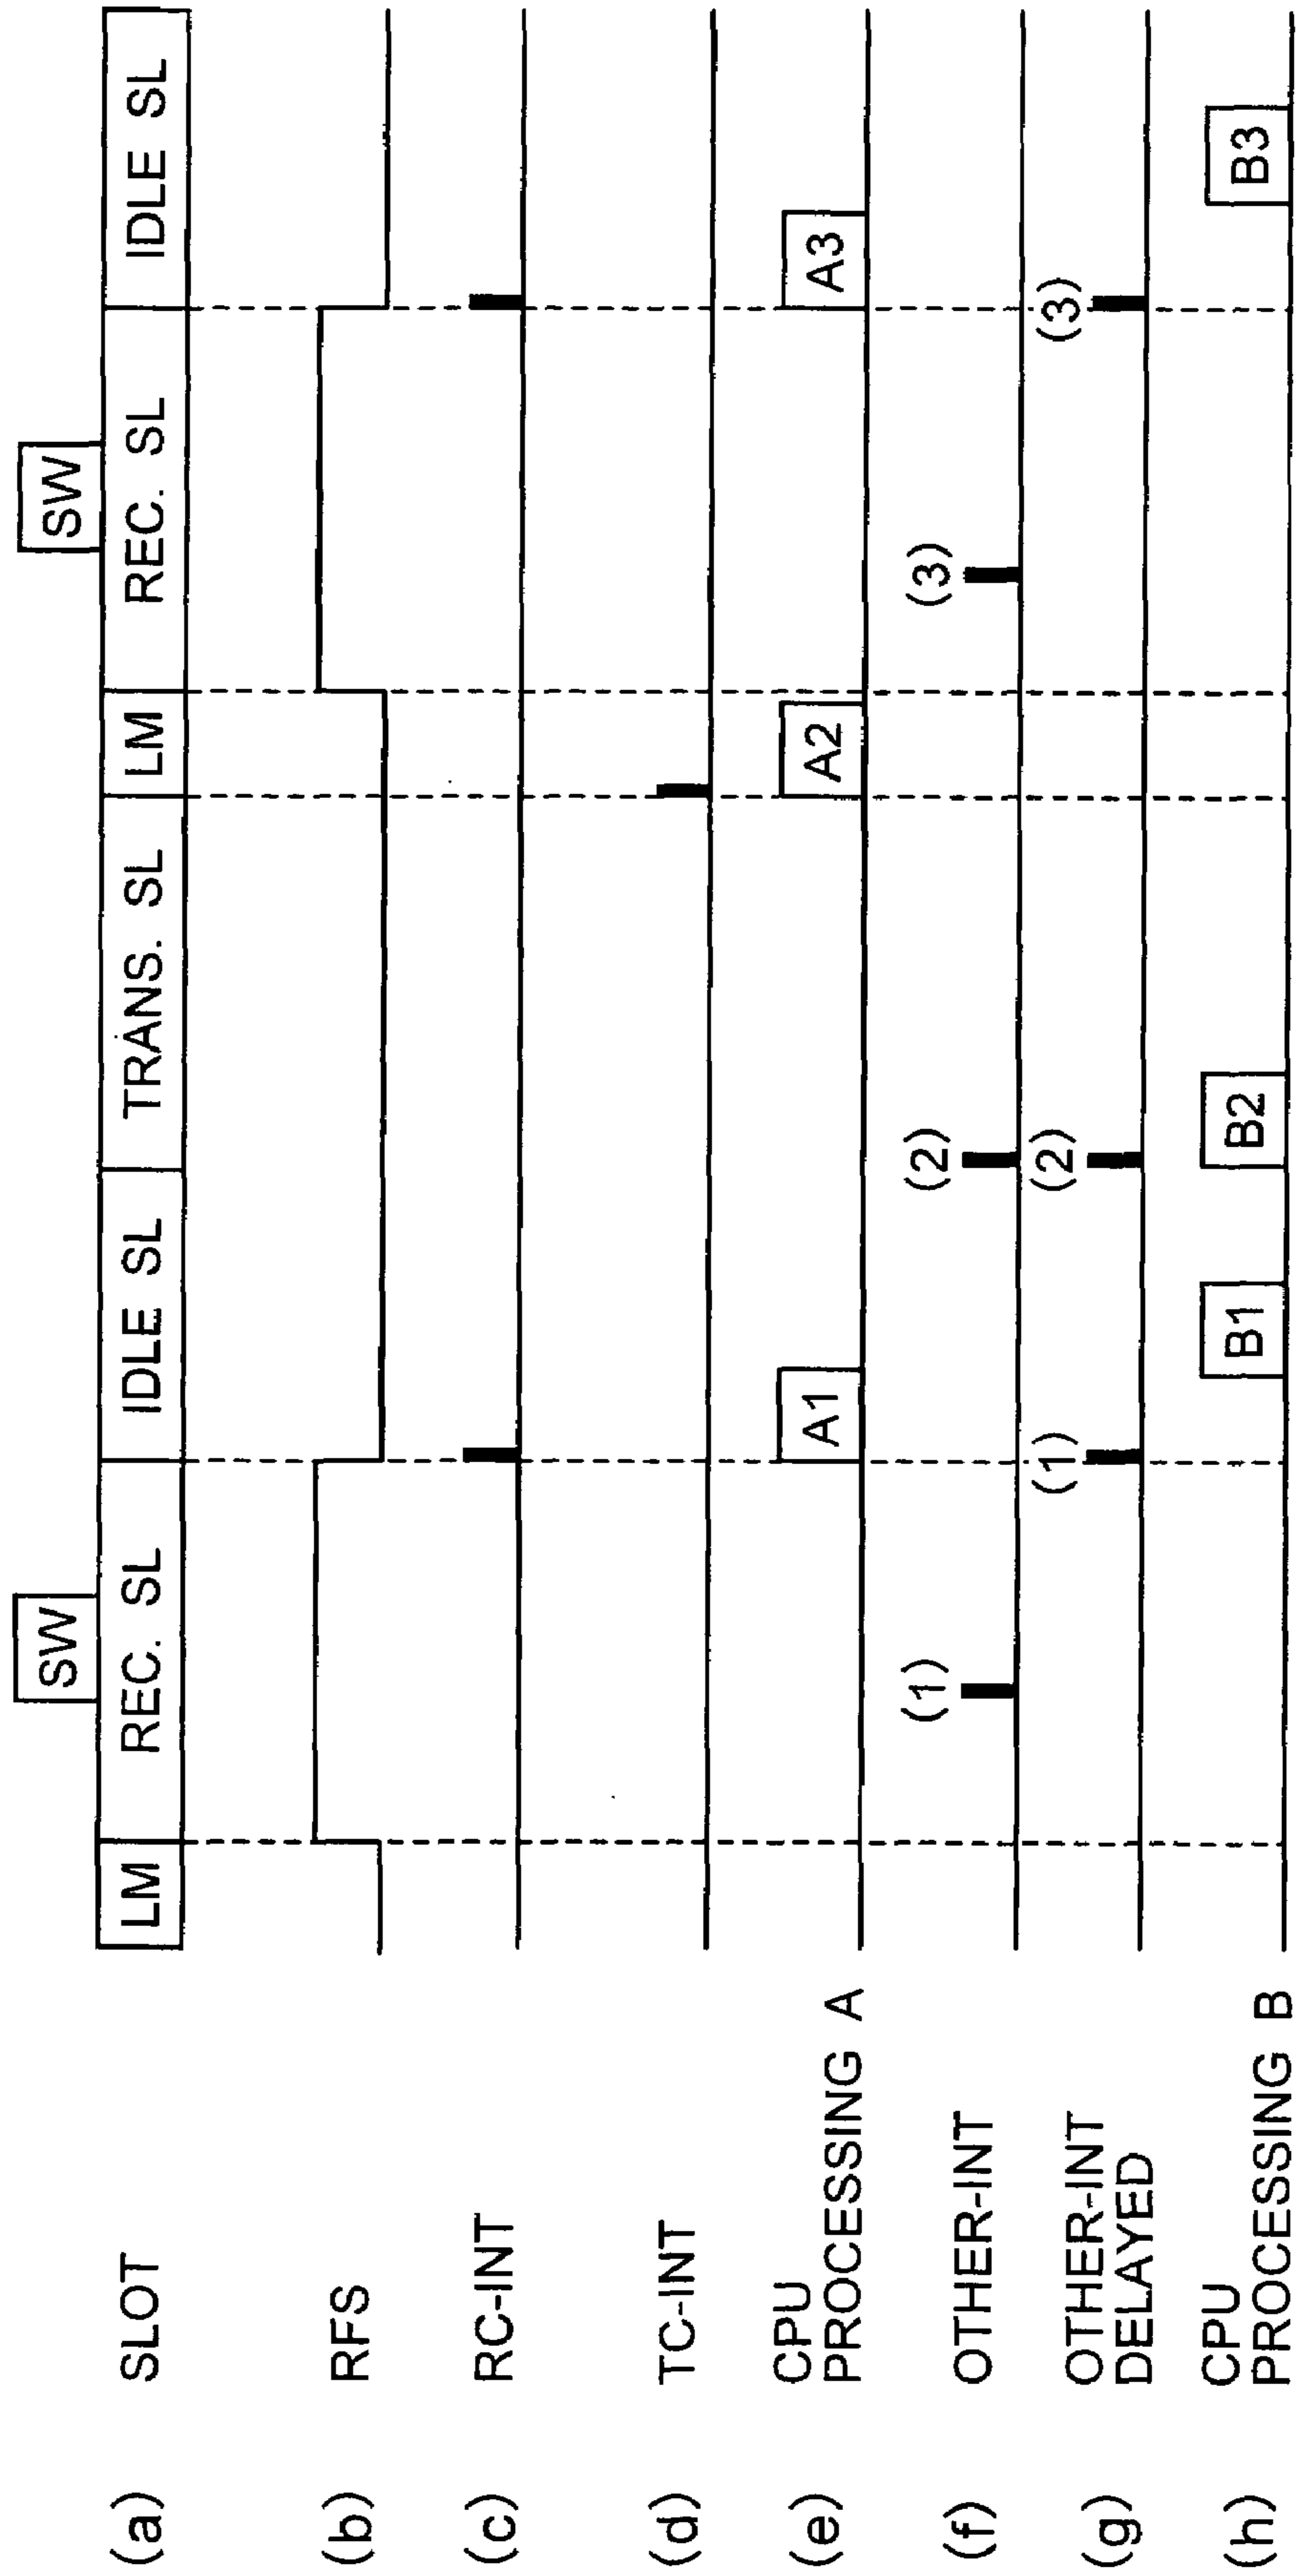 SW
SW
(a) SLOT
LM
REC. SL
IDLE SL
TRANS. SL
LM
REC. SL
IDLE SL
(b) RFS
(c) RC-INT
(d) TC-INT
(e) CPU
PROCESSING A
A1
A2
A3
(f) OTHER-INT
(1)
(2)
(3)
(g) OTHER-INT
DELAYED
(1)
(2)
(3)
(h) CPU
PROCESSING B
B1
B2
B3